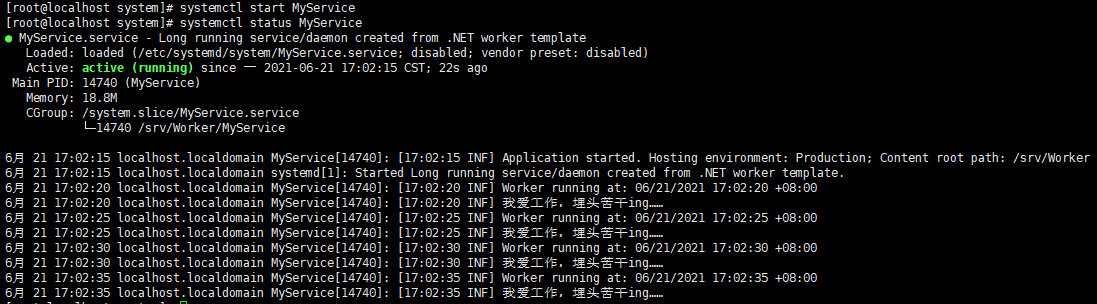 [root@localhost system]# systemctl start MyService
[root@localhost system]# systemctl status MyService
● MyService.service - Long running service/daemon created from .NET worker template
Loaded: loaded (/etc/systemd/system/MyService.service; disabled; vendor preset: disabled)
Active: active (running) since 一 2021-06-21 17:02:15 CST; 22s ago
Main PID: 14740 (MyService)
Memory: 18.8M
CGroup: /system.slice/MyService.service
└─14740 /srv/Worker/MyService
6月 21 17:02:15 localhost.localdomain MyService[14740]: [17:02:15 INF] Application started. Hosting environment: Production; Content root path: /srv/Worker
6月 21 17:02:15 localhost.localdomain systemd[1]: Started Long running service/daemon created from .NET worker template.
6月 21 17:02:20 localhost.localdomain MyService[14740]: [17:02:20 INF] Worker running at: 06/21/2021 17:02:20 +08:00
6月 21 17:02:20 localhost.localdomain MyService[14740]: [17:02:20 INF] 我爱工作, 埋头苦干ing……
6月 21 17:02:25 localhost.localdomain MyService[14740]: [17:02:25 INF] Worker running at: 06/21/2021 17:02:25 +08:00
6月 21 17:02:25 localhost.localdomain MyService[14740]: [17:02:25 INF] 我爱工作, 埋头苦干ing……
6月 21 17:02:30 localhost.localdomain MyService[14740]: [17:02:30 INF] Worker running at: 06/21/2021 17:02:30 +08:00
6月 21 17:02:30 localhost.localdomain MyService[14740]: [17:02:30 INF] 我爱工作, 埋头苦干ing……
6月 21 17:02:35 localhost.localdomain MyService[14740]: [17:02:35 INF] Worker running at: 06/21/2021 17:02:35 +08:00
6月 21 17:02:35 localhost.localdomain MyService[14740]: [17:02:35 INF] 我爱工作, 埋头苦干ing……